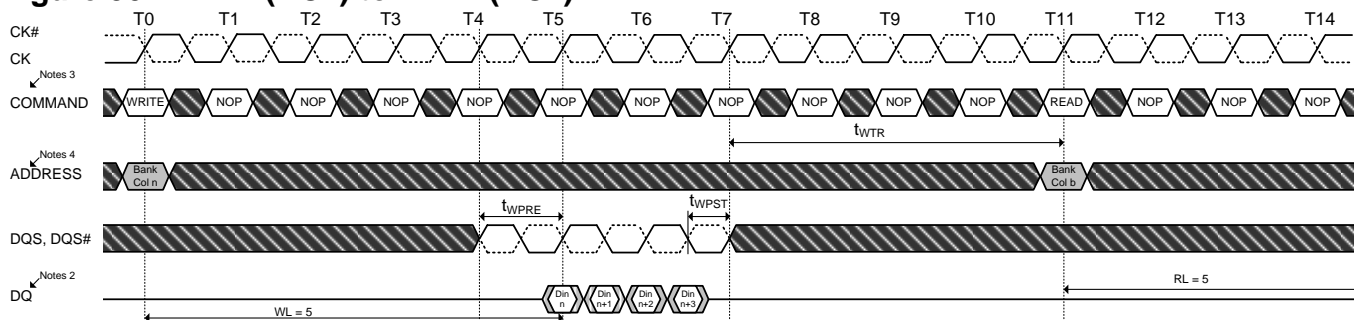 T0 T1 T2 T3 T4 T5 T6 T7 T8 T9 T10 T11 T12 T13 T14
CK#
CK
Notes 3
COMMAND WRITE NOP NOP NOP NOP NOP NOP NOP NOP NOP NOP READ NOP NOP NOP
tWTR
Notes 4
ADDRESS Bank Col n Bank Col b
tWPRE tWPST
DQS, DQS#
Notes 2
DQ Din n Din n+1 Din n+2 Din n+3
RL = 5
WL = 5